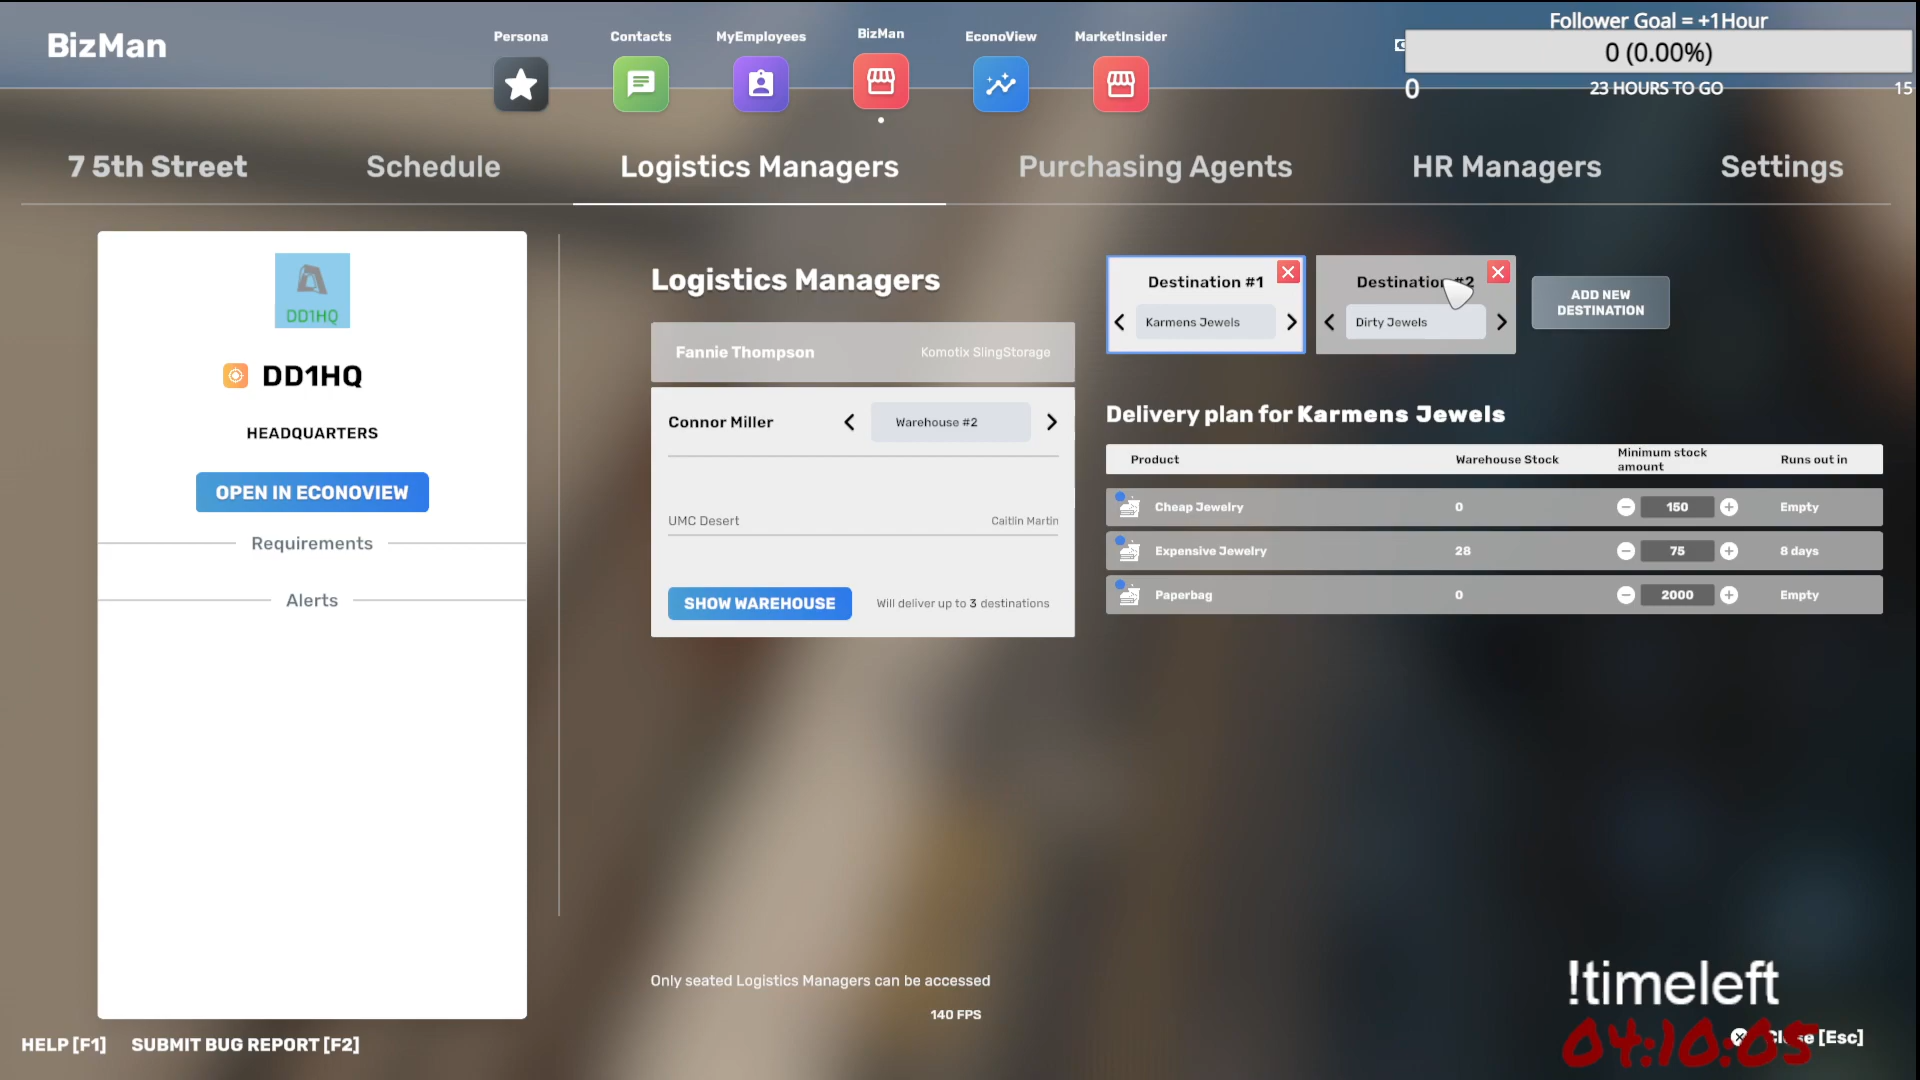 BizMan
Persona
Contacts
MyEmployees
BizMan
EconoView
MarketInsider
Follower Goal = +1Hour
0 (0.00%)
0
23 HOURS TO GO
15
7 5th Street
Schedule
Logistics Managers
Purchasing Agents
HR Managers
Settings
DD1HQ
DD1HQ
HEADQUARTERS
OPEN IN ECONOVIEW
Requirements
Alerts
Logistics Managers
Fannie Thompson
Komotix SlingStorage
Connor Miller
Warehouse #2
UMC Desert
Caitlin Martin
SHOW WAREHOUSE
Will deliver up to 3 destinations
Destination #1
Karmens Jewels
Destination #2
Dirty Jewels
ADD NEW
DESTINATION
Delivery plan for Karmens Jewels
Product
Warehouse Stock
Minimum stock
amount
Runs out in
Cheap Jewelry
0
150
Empty
Expensive Jewelry
28
75
8 days
Paperbag
0
2000
Empty
Only seated Logistics Managers can be accessed
140 FPS
!timeleft
04:10:05
[Esc]
HELP [F1]
SUBMIT BUG REPORT [F2]